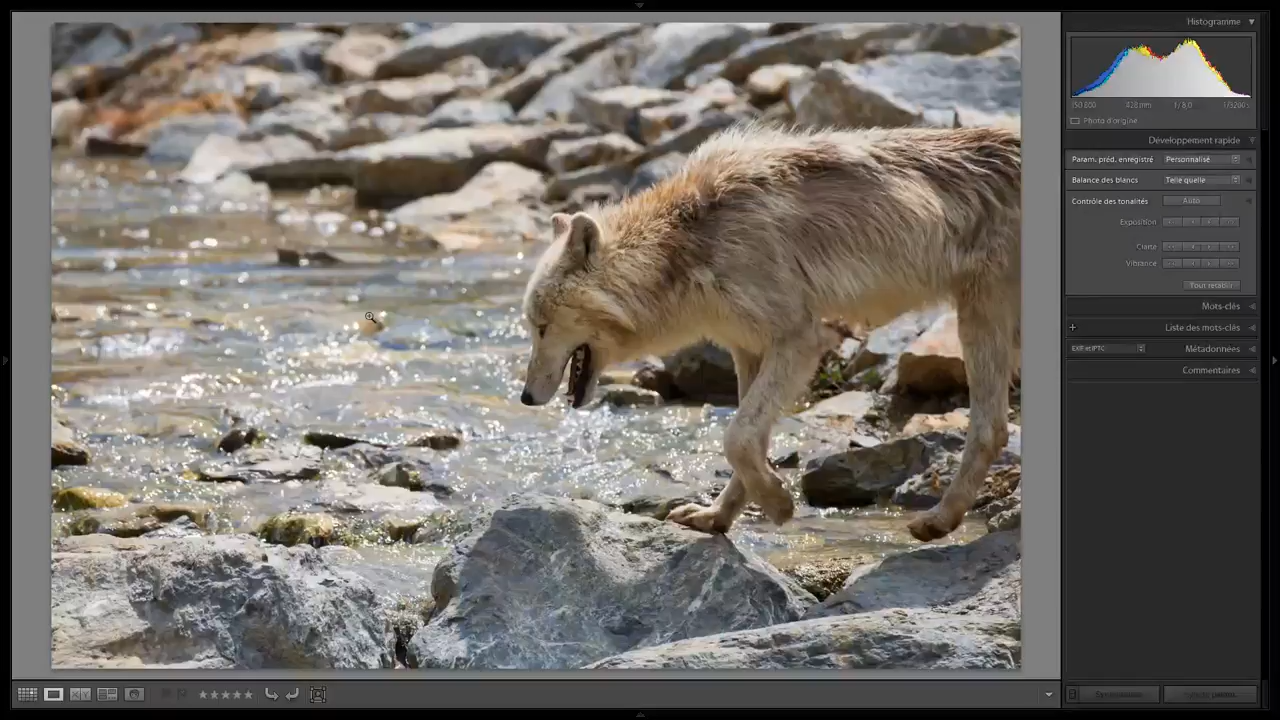 Histogramme
ISO 800 428 mm f / 8,0 1/3200 s
Photo d'origine
Développement rapide
Param. préd. enregistré Personnalisé
Balance des blancs Telle quelle
Contrôle des tonalités Auto
Exposition
Clarté
Vibrance
Tout rétablir
Mots-clés
Liste des mots-clés
EXIF et IPTC Métadonnées
Commentaires